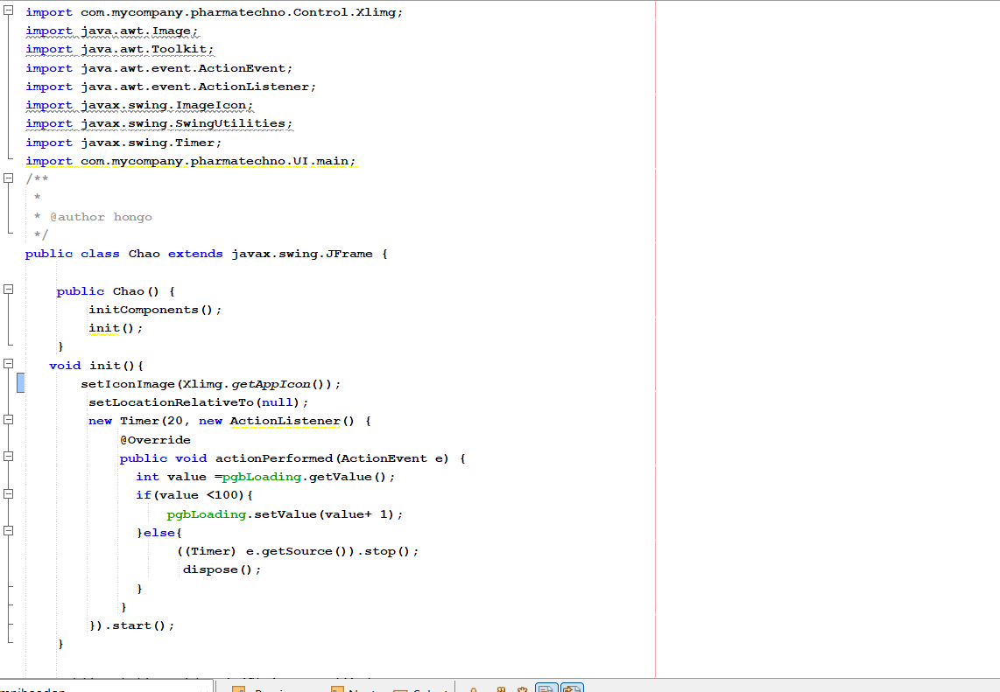 import com.mycompany.pharmatechno.Control.Xlimg;
import java.awt.Image;
import java.awt.Toolkit;
import java.awt.event.ActionEvent;
import java.awt.event.ActionListener;
import javax.swing.ImageIcon;
import javax.swing.SwingUtilities;
import javax.swing.Timer;
import com.mycompany.pharmatechno.UI.main;
/**
 *
 * @author hongo
 */
public class Chao extends javax.swing.JFrame {
    public Chao() {
        initComponents();
        init();
    }
   void init(){
       setIconImage(Xlimg.getAppIcon());
        setLocationRelativeTo(null);
        new Timer(20, new ActionListener() {
            @Override
            public void actionPerformed(ActionEvent e) {
              int value =pgbLoading.getValue();
              if(value <100){
                  pgbLoading.setValue(value+ 1);
              }else{
                   ((Timer) e.getSource()).stop();
                    dispose();
              }
            }
        }).start();
    }